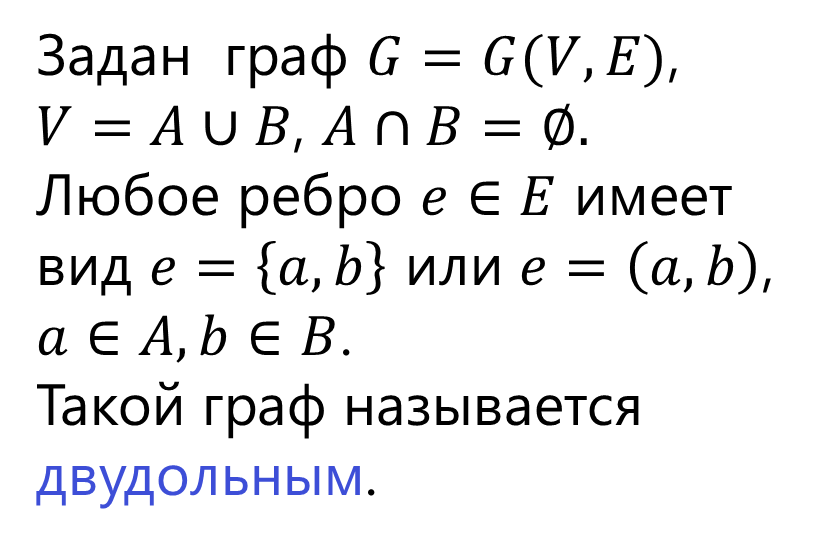 Задан граф G = G(V, E),
V = A ∪ B, A ∩ B = ∅.
Любое ребро e ∈ E имеет
вид e = {a, b} или e = (a, b),
a ∈ A, b ∈ B.
Такой граф называется
двудольным.